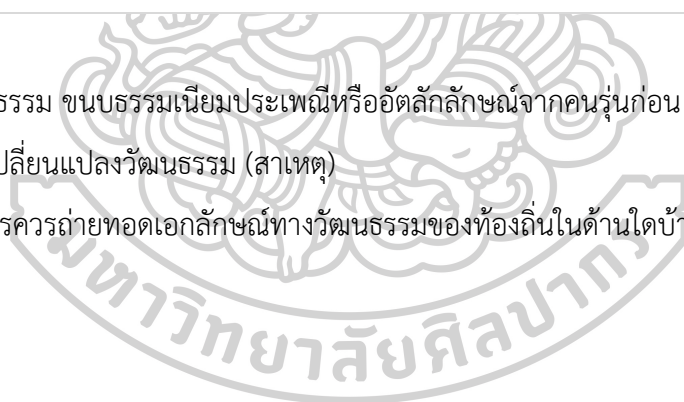 ธรรม ขนบธรรมเนียมประเพณีหรืออัตลักลักษณ์จากคนรุ่นก่อน
ปลี่ยนแปลงวัฒนธรรม (สาเหตุ)
รควรถ่ายทอดเอกลักษณ์ทางวัฒนธรรมของท้องถิ่นในด้านใดบ้า
มหาวิทยาลัยศิลปากร